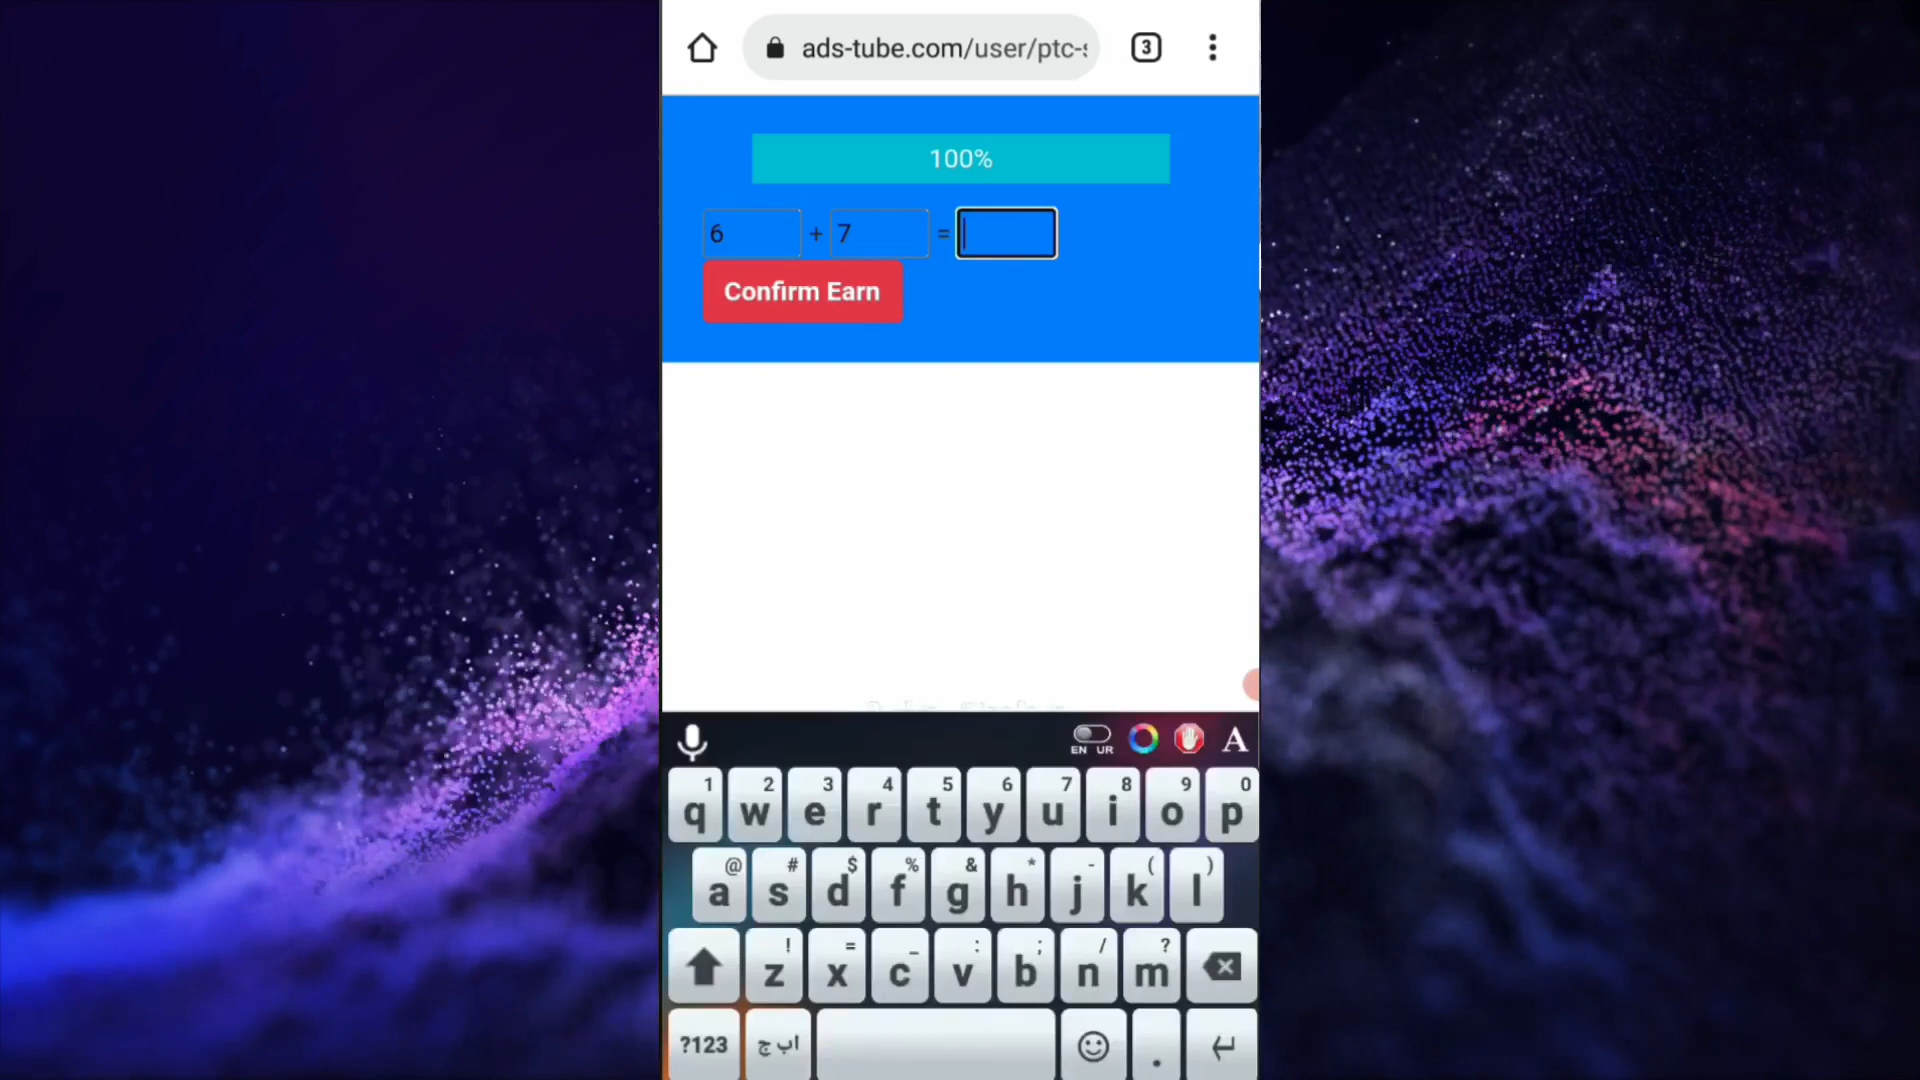 ads-tube.com/user/ptc-s
3
100%
6 + 7 =
Confirm Earn
EN UR A
1 2 3 4 5 6 7 8 9 0
q w e r t y u i o p
@ # $ % & * - ( )
a s d f g h j k l
! = _ : ; / ?
z x c v b n m
?123 اب ج .